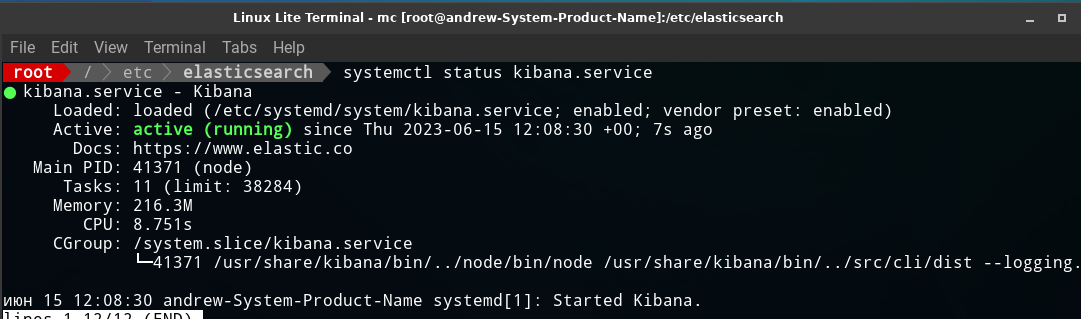 Linux Lite Terminal - mc [root@andrew-System-Product-Name]:/etc/elasticsearch
File Edit View Terminal Tabs Help
root / etc elasticsearch systemctl status kibana.service
● kibana.service - Kibana
Loaded: loaded (/etc/systemd/system/kibana.service; enabled; vendor preset: enabled)
Active: active (running) since Thu 2023-06-15 12:08:30 +00; 7s ago
Docs: https://www.elastic.co
Main PID: 41371 (node)
Tasks: 11 (limit: 38284)
Memory: 216.3M
CPU: 8.751s
CGroup: /system.slice/kibana.service
└─41371 /usr/share/kibana/bin/../node/bin/node /usr/share/kibana/bin/../src/cli/dist --logging.
июн 15 12:08:30 andrew-System-Product-Name systemd[1]: Started Kibana.
lines 1-12/12 (END)